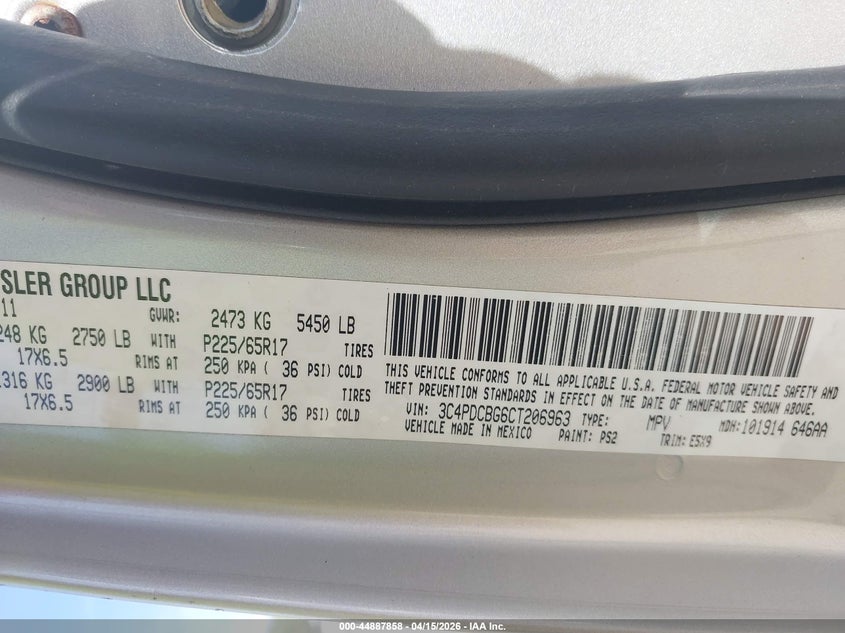 SLER GROUP LLC
11 GVWR: 2473 KG 5450 LB
248 KG 2750 LB WITH P225/65R17 TIRES
17X6.5 RIMS AT 250 KPA ( 36 PSI) COLD
1316 KG 2900 LB WITH P225/65R17 TIRES
17X6.5 RIMS AT 250 KPA ( 36 PSI) COLD
THIS VEHICLE CONFORMS TO ALL APPLICABLE U.S.A. FEDERAL MOTOR VEHICLE SAFETY AND
THEFT PREVENTION STANDARDS IN EFFECT ON THE DATE OF MANUFACTURE SHOWN ABOVE.
VIN: 3C4PDCBG6CT206963 TYPE: MPV MDH: 101914 646AA
VEHICLE MADE IN MEXICO PAINT: PS2 TRIM: E5X9
000-44887858 - 04/15/2026 - IAA Inc.